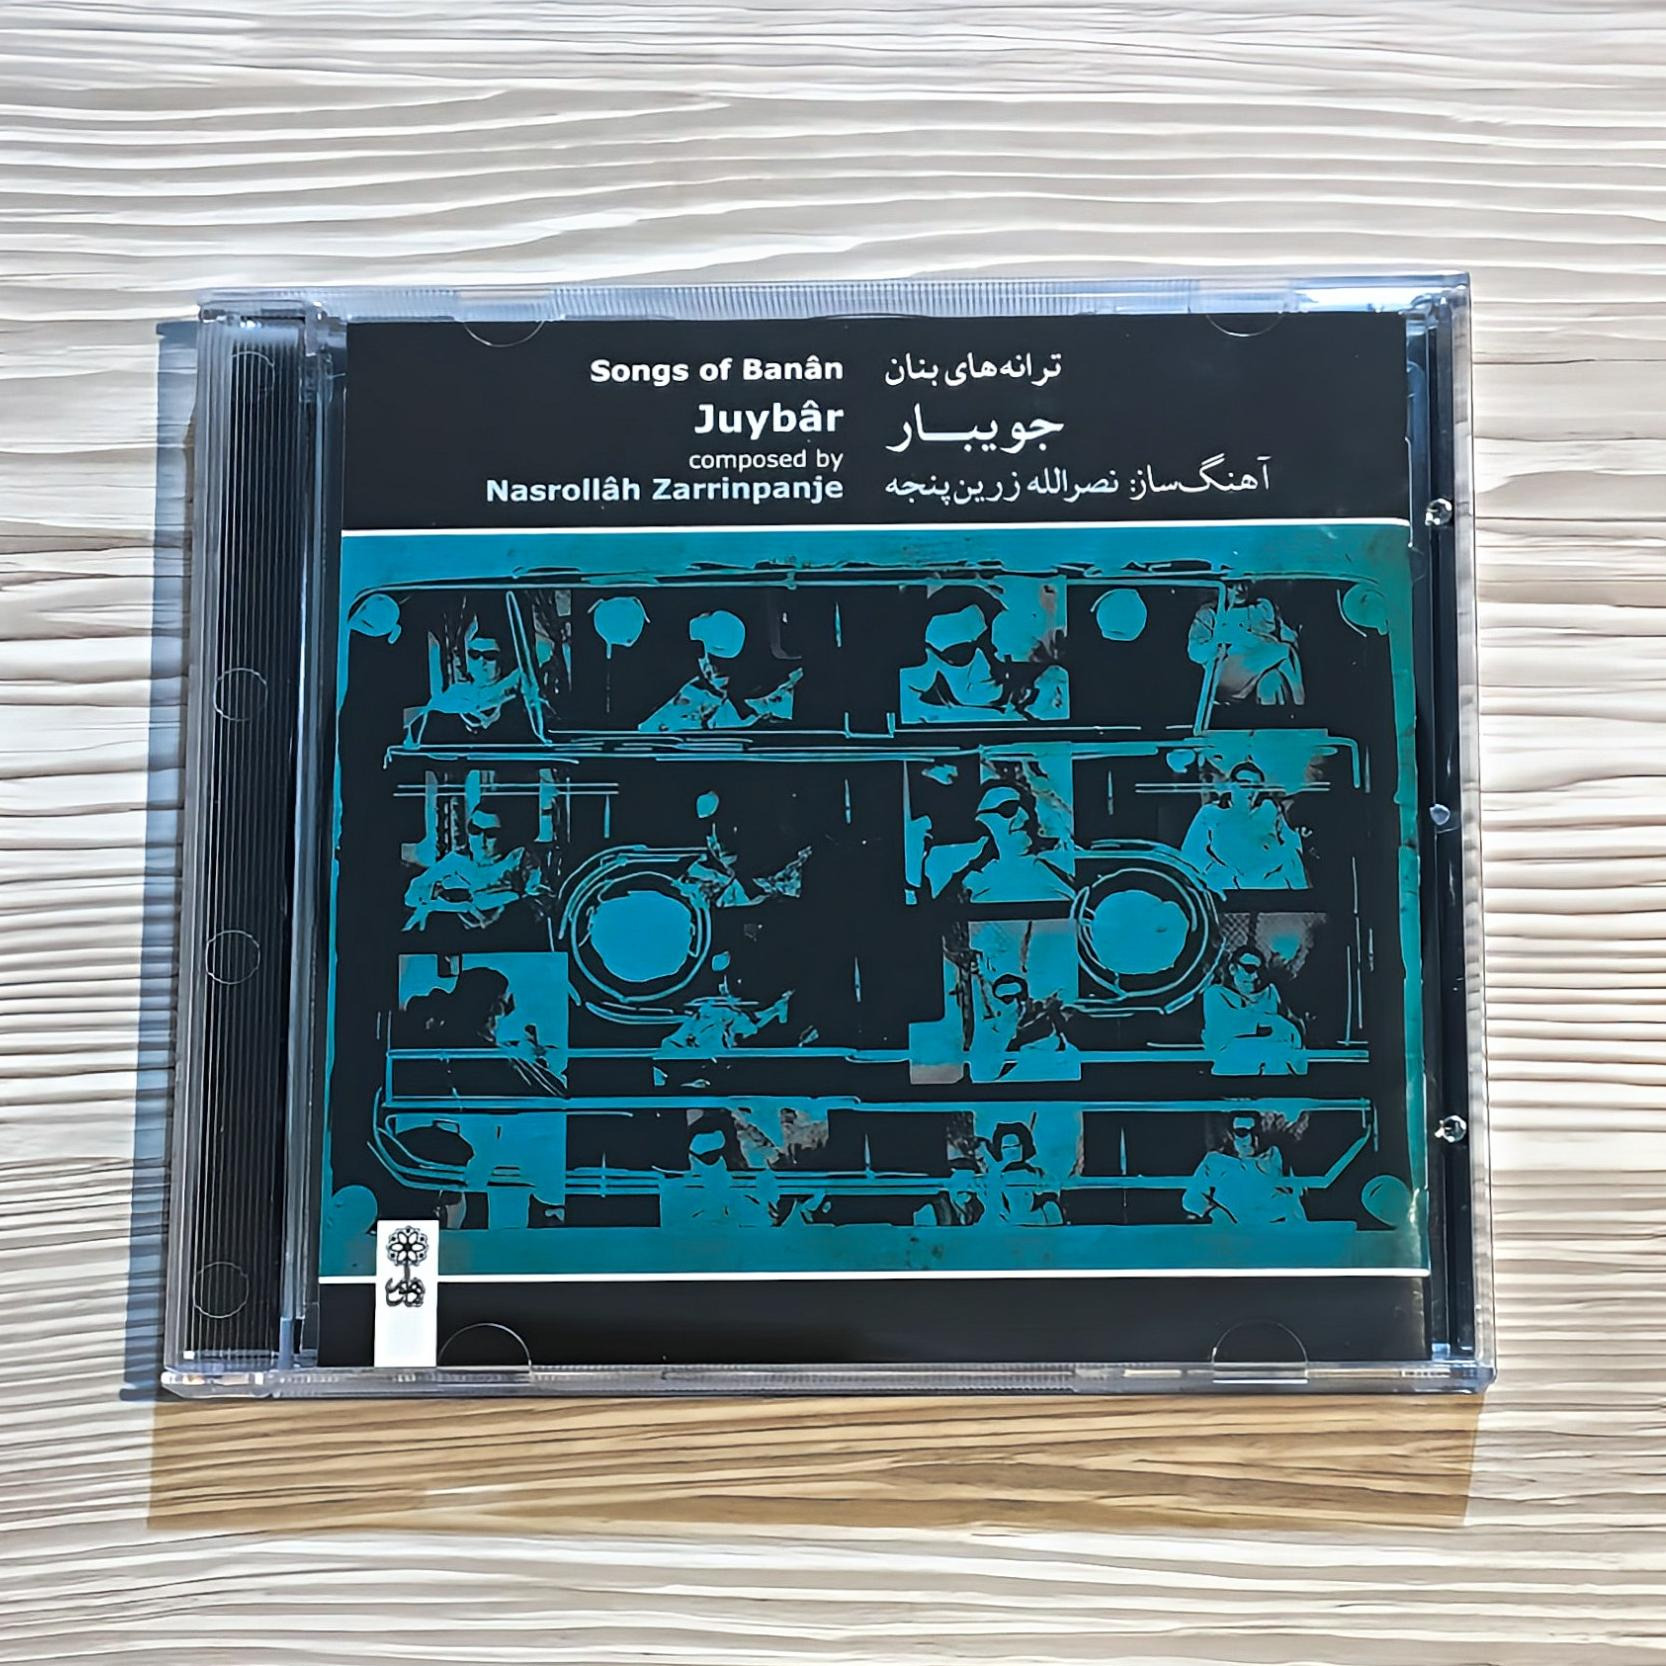 Songs of Banân
Juybâr
composed by
Nasrollâh Zarrinpanje
ترانه‌های بنان
جویبار
آهنگ‌ساز: نصرالله زرین‌پنجه